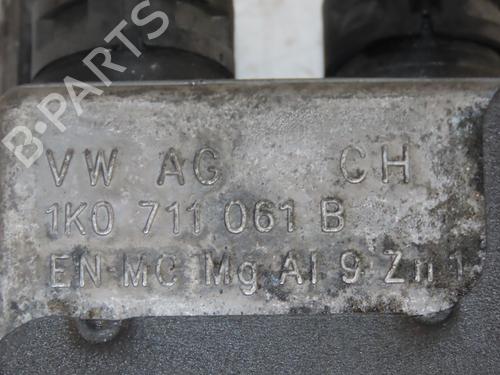 B-PARTS
VW AG CH
1K0 711 061 B
EN-MC Mg Al 9 Zn 1